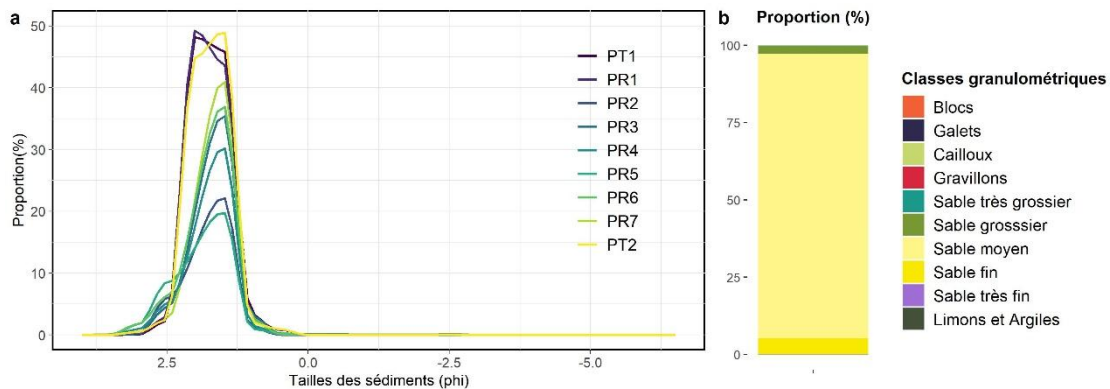 a
50
40
30
20
10
0
Proportion(%)
2.5
0.0
-2.5
-5.0
Tailles des sédiments (phi)
PT1
PR1
PR2
PR3
PR4
PR5
PR6
PR7
PT2
b
Proportion (%)
100
75
50
25
0
Classes granulométriques
Blocs
Galets
Cailloux
Gravillons
Sable très grossier
Sable grosssier
Sable moyen
Sable fin
Sable très fin
Limons et Argiles